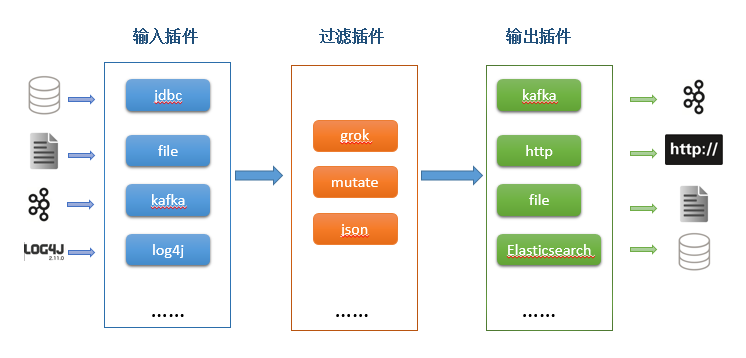 输入插件
过滤插件
输出插件
jdbc
file
kafka
LOG4J
2.11.0
log4j
……
grok
mutate
json
……
kafka
http
http://
file
Elasticsearch
……